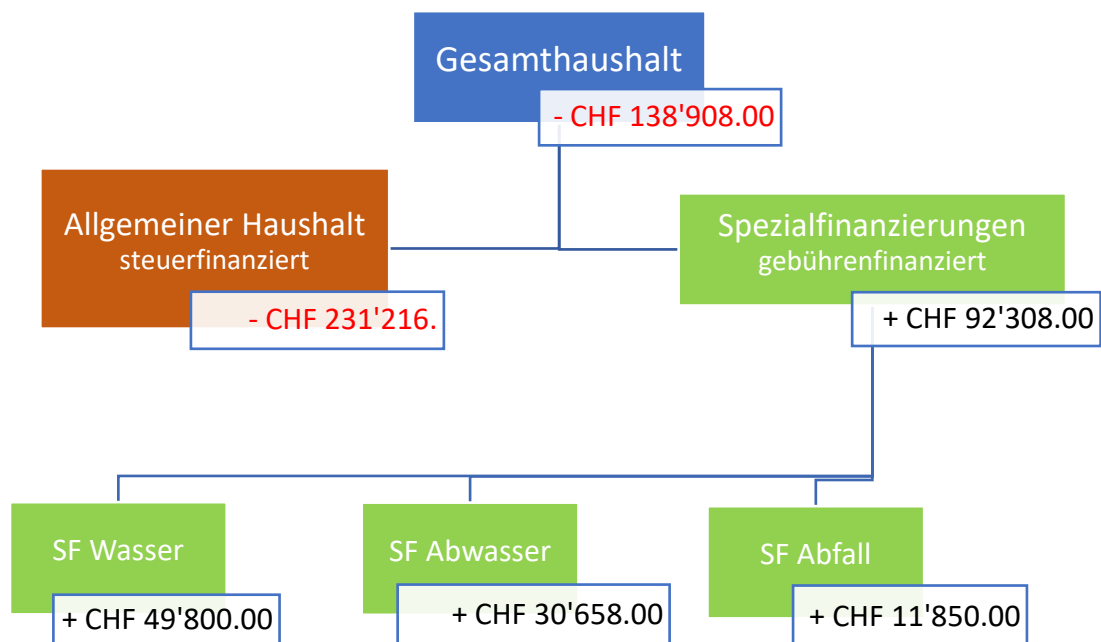 Gesamthaushalt
- CHF 138'908.00
Allgemeiner Haushalt
steuerfinanziert
- CHF 231'216.
Spezialfinanzierungen
gebührenfinanziert
+ CHF 92'308.00
SF Wasser
+ CHF 49'800.00
SF Abwasser
+ CHF 30'658.00
SF Abfall
+ CHF 11'850.00